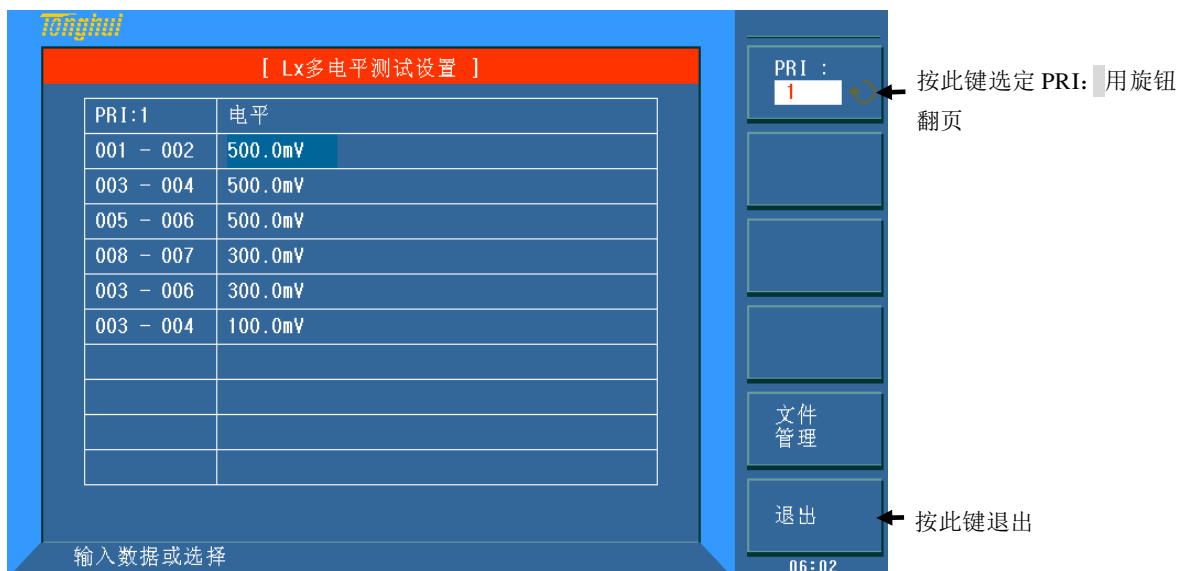 Tonghui
[ Lx多电平测试设置 ]
PRI:1 电平
001 - 002 500.0mV
003 - 004 500.0mV
005 - 006 500.0mV
008 - 007 300.0mV
003 - 006 300.0mV
003 - 004 100.0mV
输入数据或选择
PRI :
1
文件
管理
退出
06:02
按此键选定 PRI: 用旋钮
翻页
按此键退出